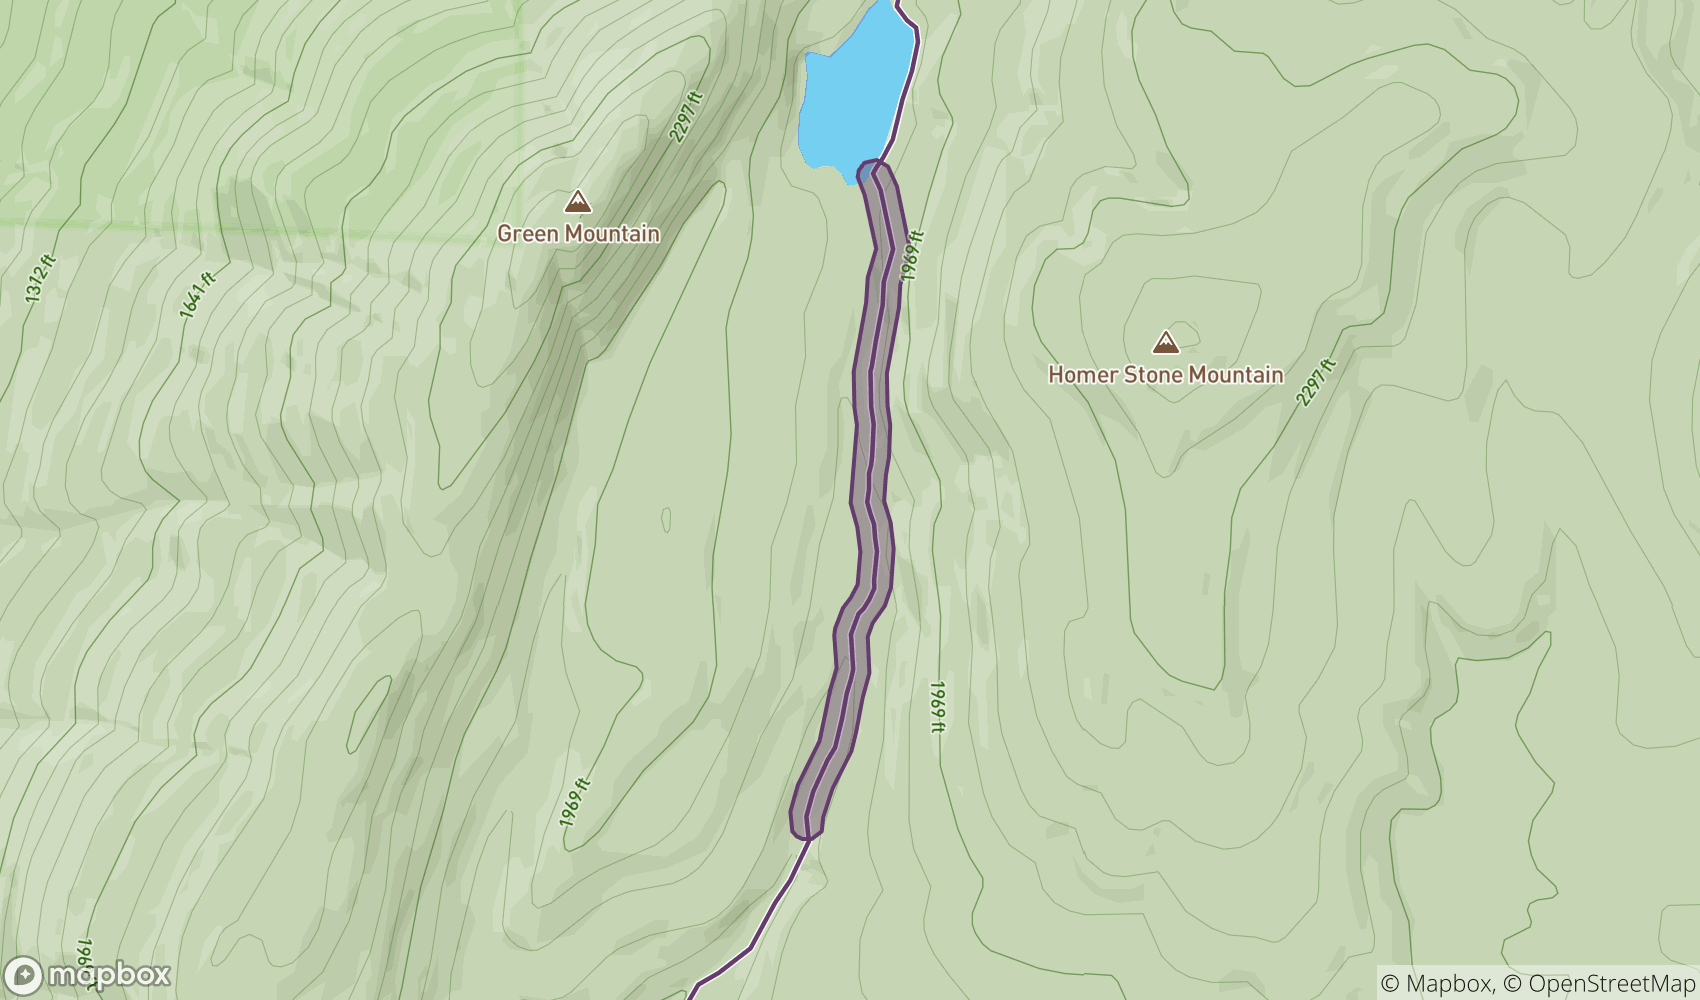 2297 ft
Green Mountain
1312 ft
1641 ft
1969 ft
Homer Stone Mountain
2297 ft
1969 ft
1969 ft
mapbox
© Mapbox, © OpenStreetMap